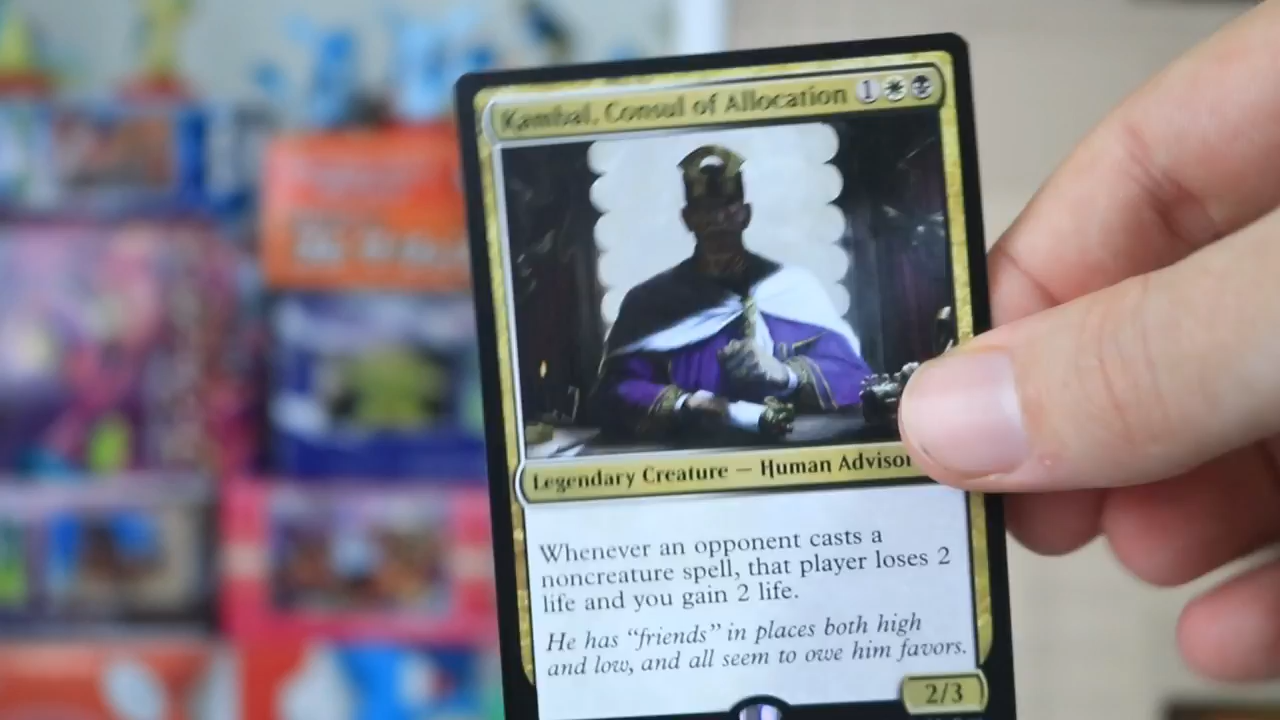 Kambal, Consul of Allocation 1
Legendary Creature — Human Advisor
Whenever an opponent casts a
noncreature spell, that player loses 2
life and you gain 2 life.
He has “friends” in places both high
and low, and all seem to owe him favors.
2/3